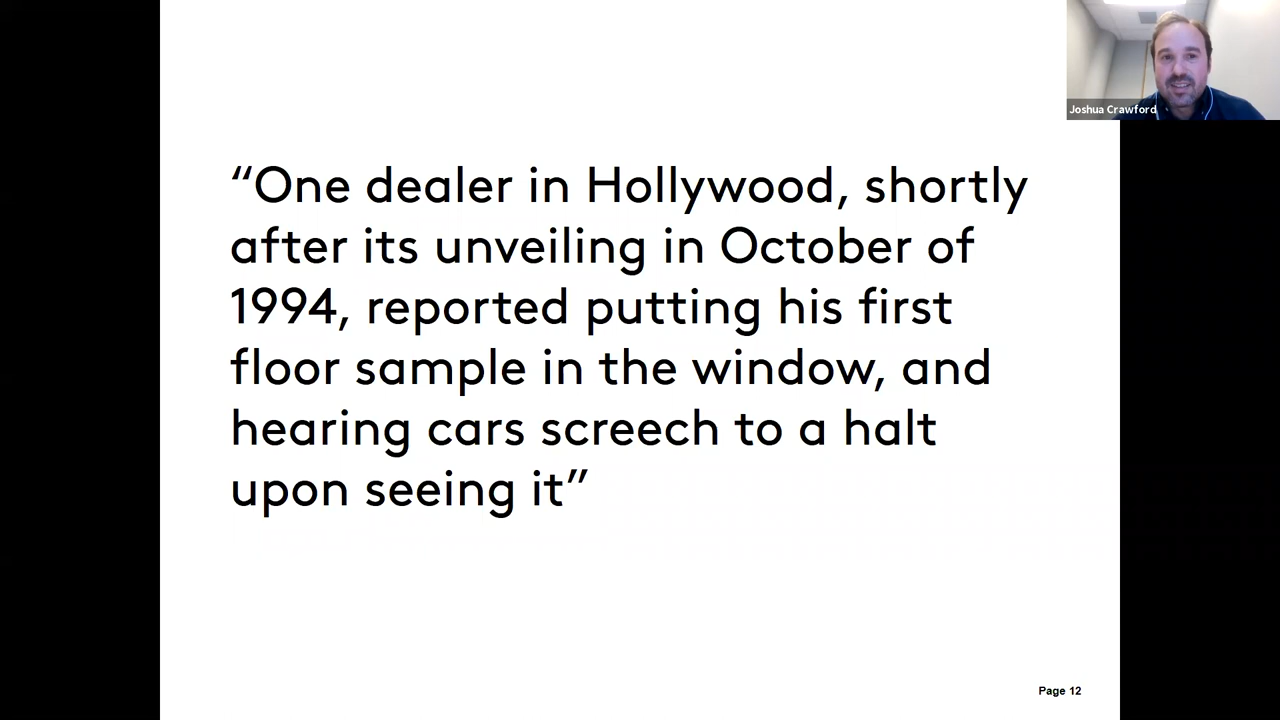 Joshua Crawford
“One dealer in Hollywood, shortly
after its unveiling in October of
1994, reported putting his first
floor sample in the window, and
hearing cars screech to a halt
upon seeing it”
Page 12